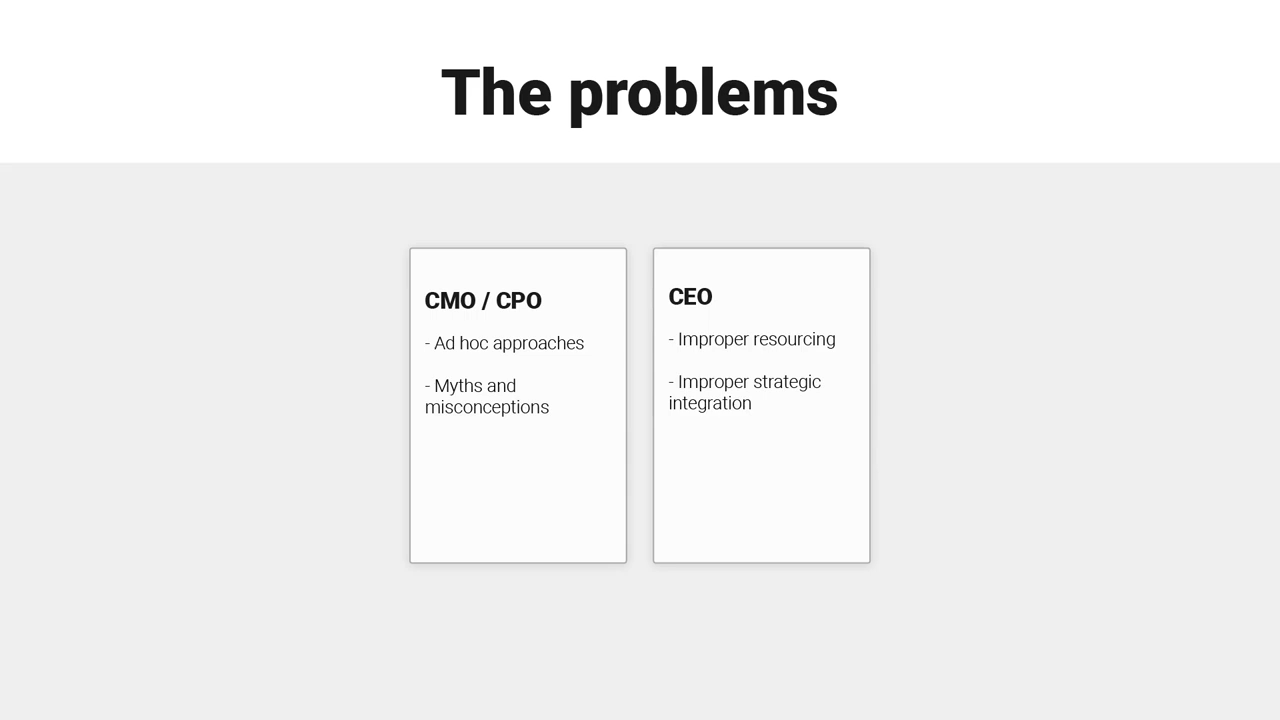 The problems
CMO / CPO
- Ad hoc approaches
- Myths and
misconceptions
CEO
- Improper resourcing
- Improper strategic
integration